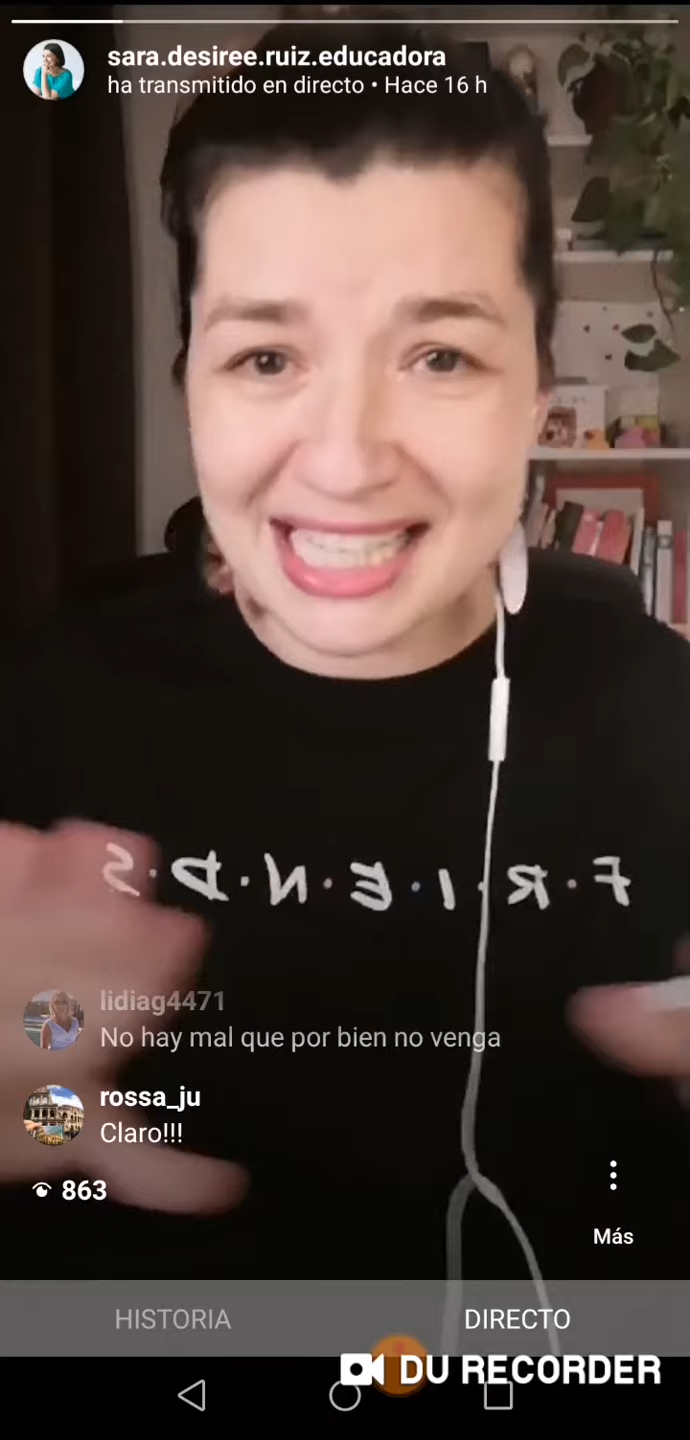 sara.desiree.ruiz.educadora
ha transmitido en directo • Hace 16 h
F·R·I·E·N·D·S
lidiag4471
No hay mal que por bien no venga
rossa_ju
Claro!!!
863
Más
HISTORIA
DIRECTO
DU RECORDER